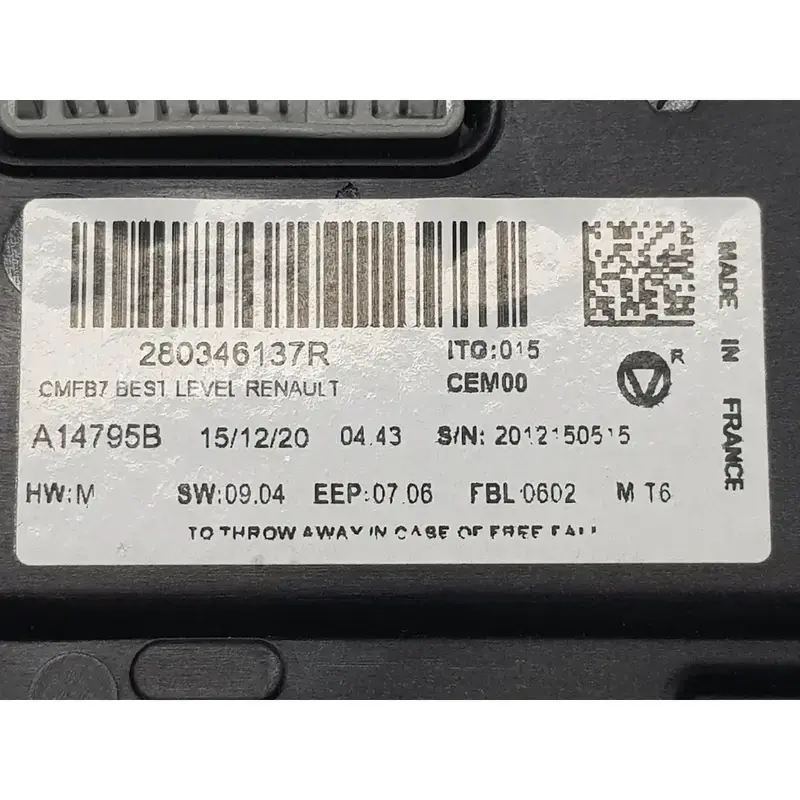 280346137R
ITG:015
CMFB7 BEST LEVEL RENAULT
CEM00
R
A14795B 15/12/20 04.43 S/N: 2012150515
HW:M SW:09.04 EEP:07.06 FBL:0602 M T6
TO THROW AWAY IN CASE OF FREE FALL
MADE IN FRANCE